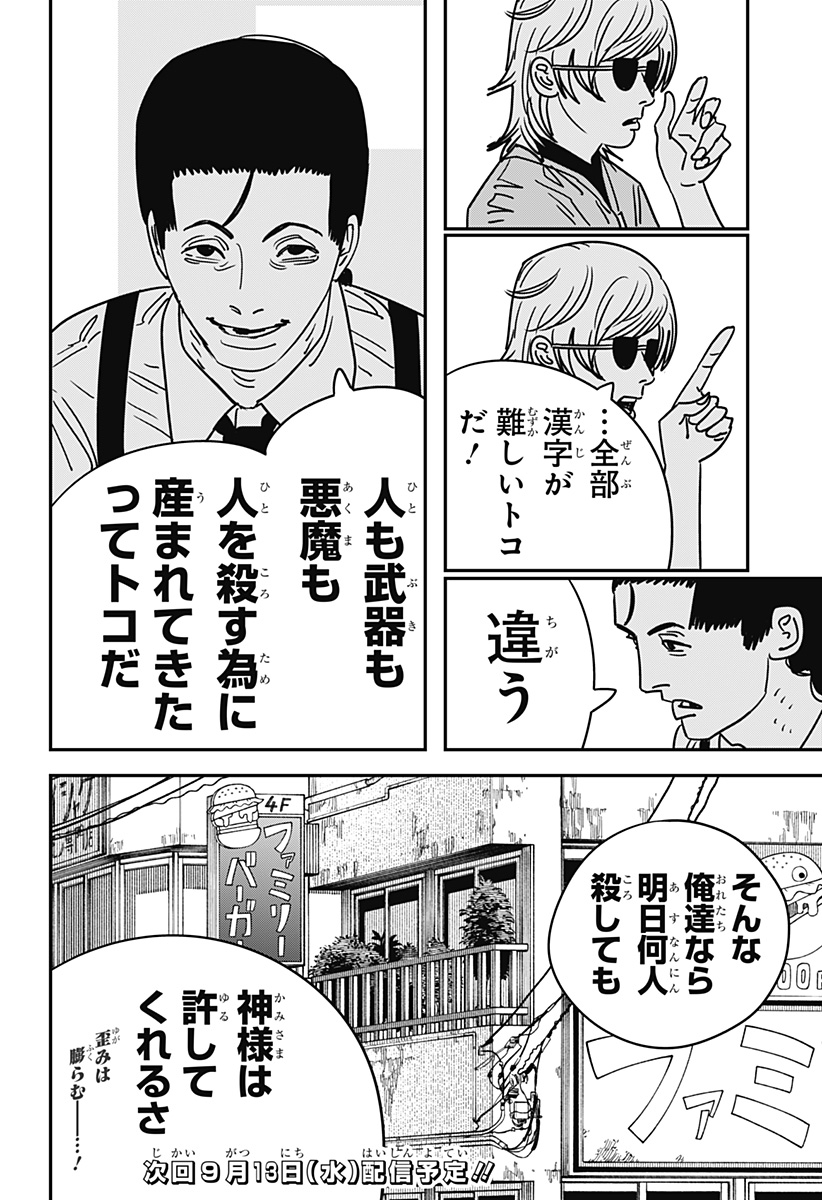 …全部
漢字が
難しいトコ
だ！
違う
人も武器も
悪魔も
人を殺す為に
産まれてきた
ってトコだ
そんな
俺達なら
明日何人
殺しても
4F
ファミリー
バーガー
ファミ
神様は
許して
くれるさ
歪みは
膨らむ──…！
次回9月13日(水)配信予定!!